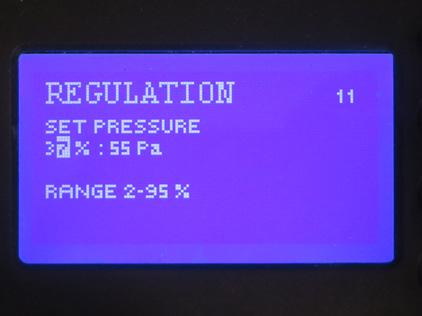 REGULATION 11
SET PRESSURE
37 % : 55 Pa
RANGE 2-95 %